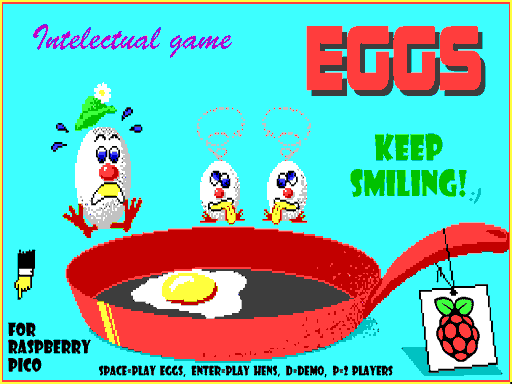 Intelectual game
EGGS
KEEP
SMILING! :)
FOR
RASPBERRY
PICO
SPACE=PLAY EGGS, ENTER=PLAY HENS, D=DEMO, P=2 PLAYERS